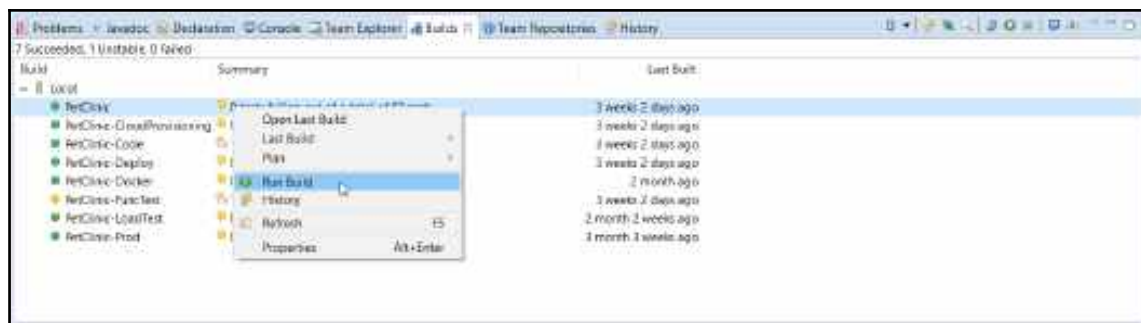 Problems Javadoc Declaration Console Team Explorer Builds Team Repositories History
7 Succeeded, 1 Unstable, 0 Failed
Build Summary Last Built
Local
PetClinic 3 weeks 2 days ago
PetClinic-CloudProvisioning 3 weeks 2 days ago
PetClinic-Code 3 weeks 2 days ago
PetClinic-Deploy 3 weeks 2 days ago
PetClinic-Docker 2 month ago
PetClinic-FuncTest 3 weeks 2 days ago
PetClinic-LoadTest 2 month 2 weeks ago
PetClinic-Prod 3 month 3 weeks ago
Open Last Build
Last Build
Plan
Run Build
History
Refresh F5
Properties Alt+Enter